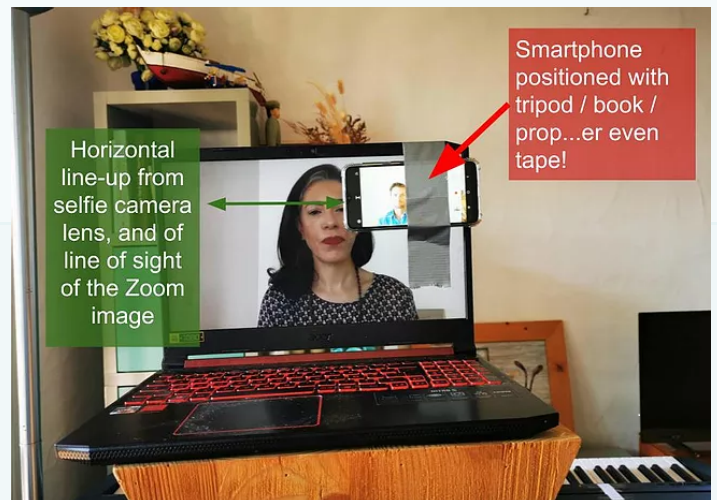 Smartphone
positioned with
tripod / book /
prop...er even
tape!
Horizontal
line-up from
selfie camera
lens, and of
line of sight
of the Zoom
image
acer